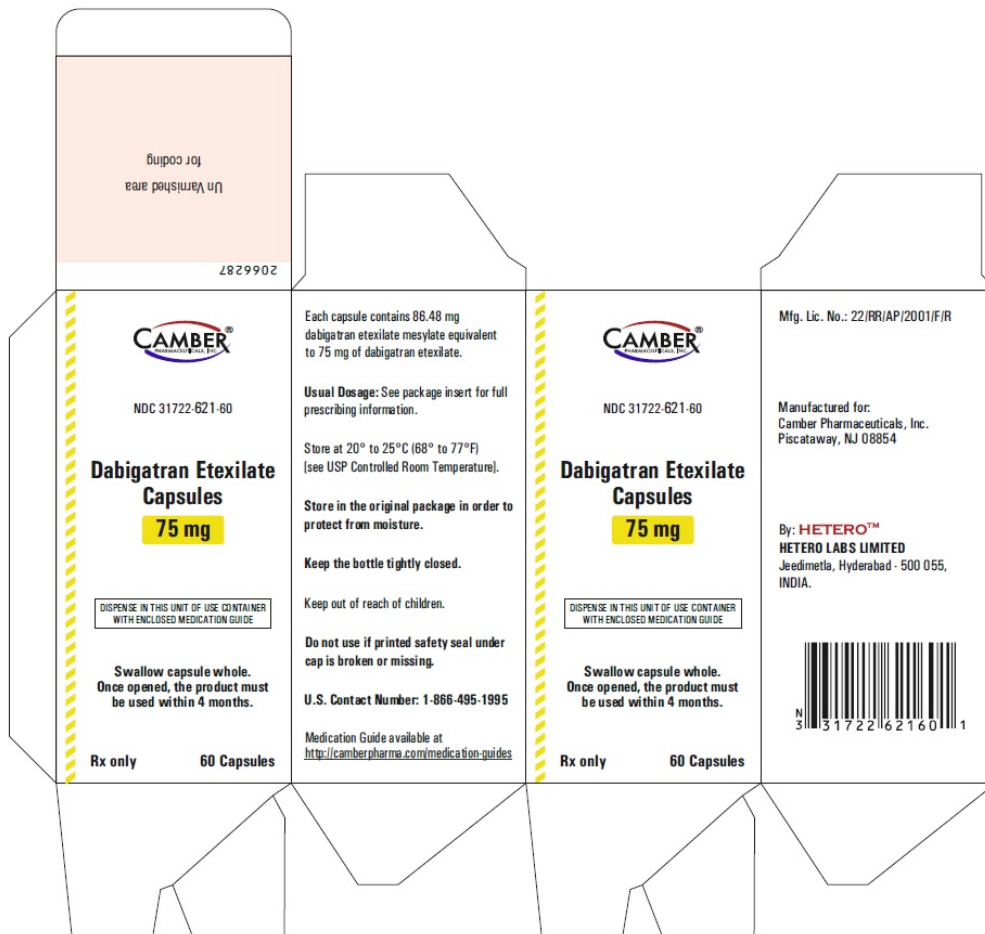 Un Varnished area
for coding
2066287
CAMBER®
PHARMACEUTICALS, INC.
NDC 31722-621-60
Dabigatran Etexilate
Capsules
75 mg
DISPENSE IN THIS UNIT OF USE CONTAINER
WITH ENCLOSED MEDICATION GUIDE
Swallow capsule whole.
Once opened, the product must
be used within 4 months.
Rx only 60 Capsules
Each capsule contains 86.48 mg
dabigatran etexilate mesylate equivalent
to 75 mg of dabigatran etexilate.
Usual Dosage: See package insert for full
prescribing information.
Store at 20° to 25°C (68° to 77°F)
[see USP Controlled Room Temperature].
Store in the original package in order to
protect from moisture.
Keep the bottle tightly closed.
Keep out of reach of children.
Do not use if printed safety seal under
cap is broken or missing.
U.S. Contact Number: 1-866-495-1995
Medication Guide available at
http://camberpharma.com/medication-guides
CAMBER®
PHARMACEUTICALS, INC.
NDC 31722-621-60
Dabigatran Etexilate
Capsules
75 mg
DISPENSE IN THIS UNIT OF USE CONTAINER
WITH ENCLOSED MEDICATION GUIDE
Swallow capsule whole.
Once opened, the product must
be used within 4 months.
Rx only 60 Capsules
Mfg. Lic. No.: 22/RR/AP/2001/F/R
Manufactured for:
Camber Pharmaceuticals, Inc.
Piscataway, NJ 08854
By: HETERO™
HETERO LABS LIMITED
Jeedimetla, Hyderabad - 500 055,
INDIA.
N
3 31722 62160 1